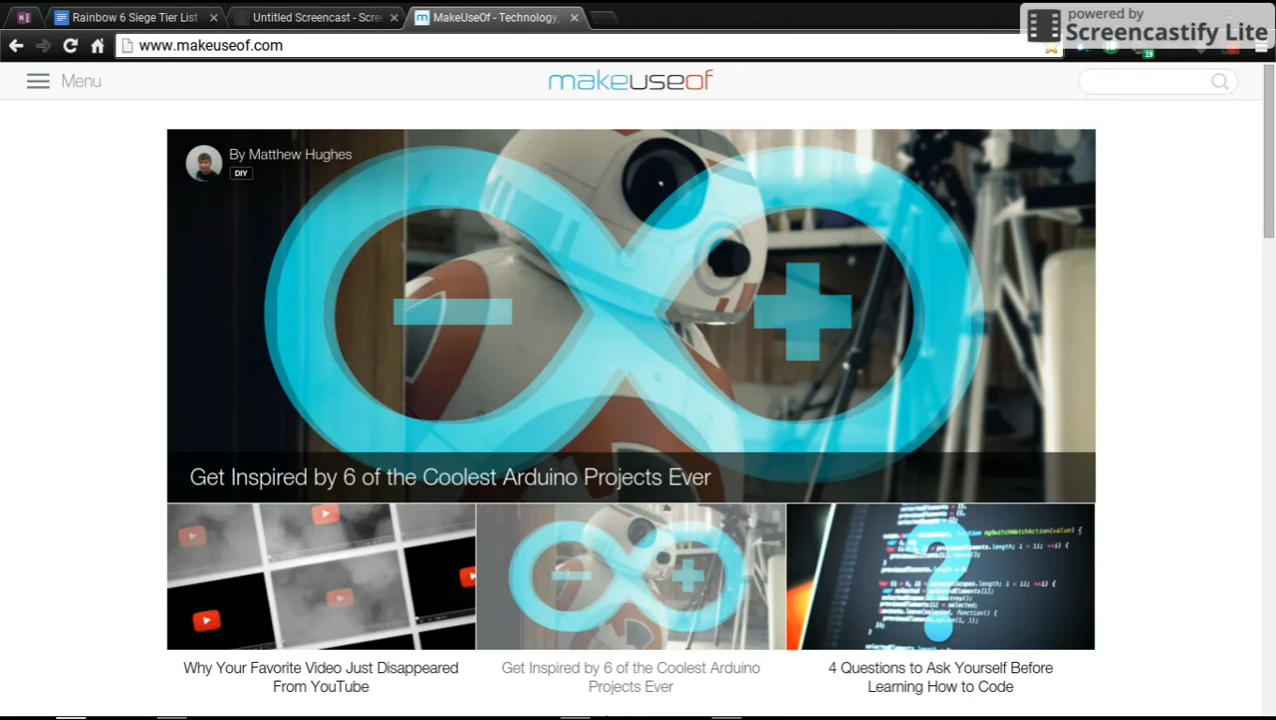 Rainbow 6 Siege Tier List -
Untitled Screencast - Scre
MakeUseOf - Technology,
powered by
Screencastify Lite
www.makeuseof.com
Menu
makeuseof
By Matthew Hughes
DIY
Get Inspired by 6 of the Coolest Arduino Projects Ever
Why Your Favorite Video Just Disappeared
From YouTube
Get Inspired by 6 of the Coolest Arduino
Projects Ever
4 Questions to Ask Yourself Before
Learning How to Code